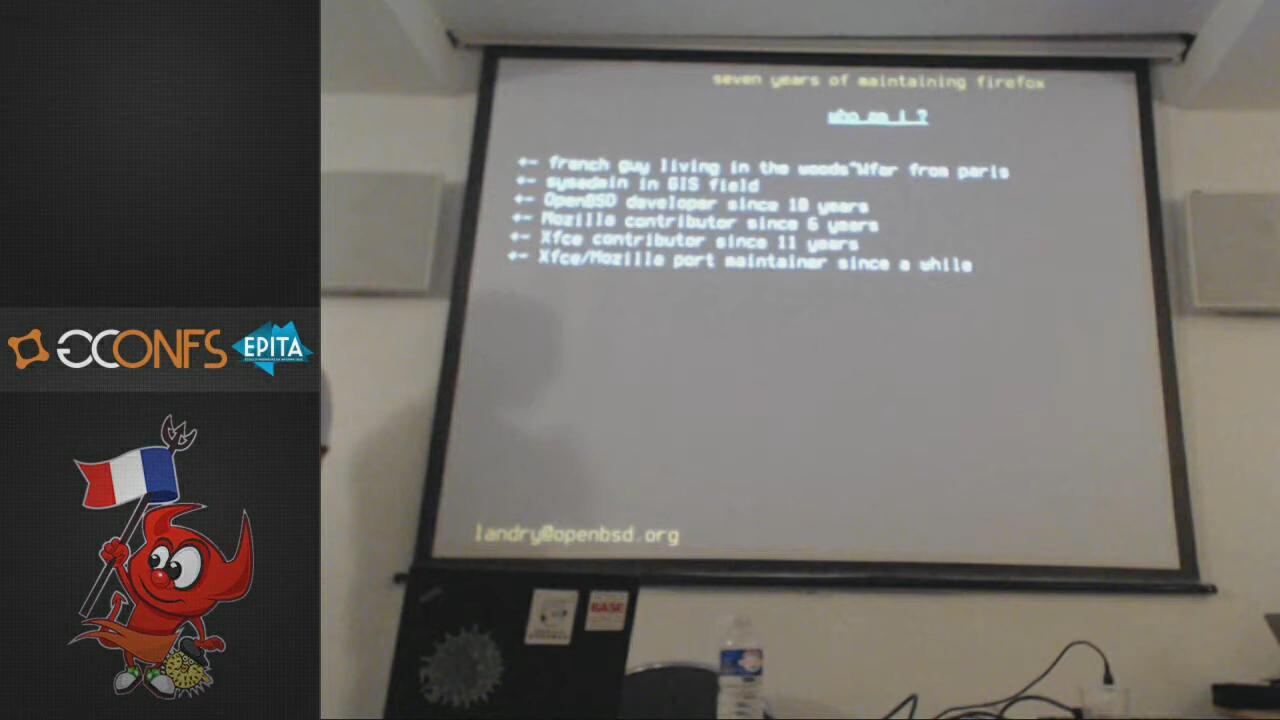 seven years of maintaining firefox
who am i ?
+- french guy living in the woods^Wfar from paris
+- sysadmin in GIS field
+- OpenBSD developer since 10 years
+- Mozilla contributor since 6 years
+- Xfce contributor since 11 years
+- Xfce/Mozilla port maintainer since a while
landry@openbsd.org
GCONFS
EPITA
BASE